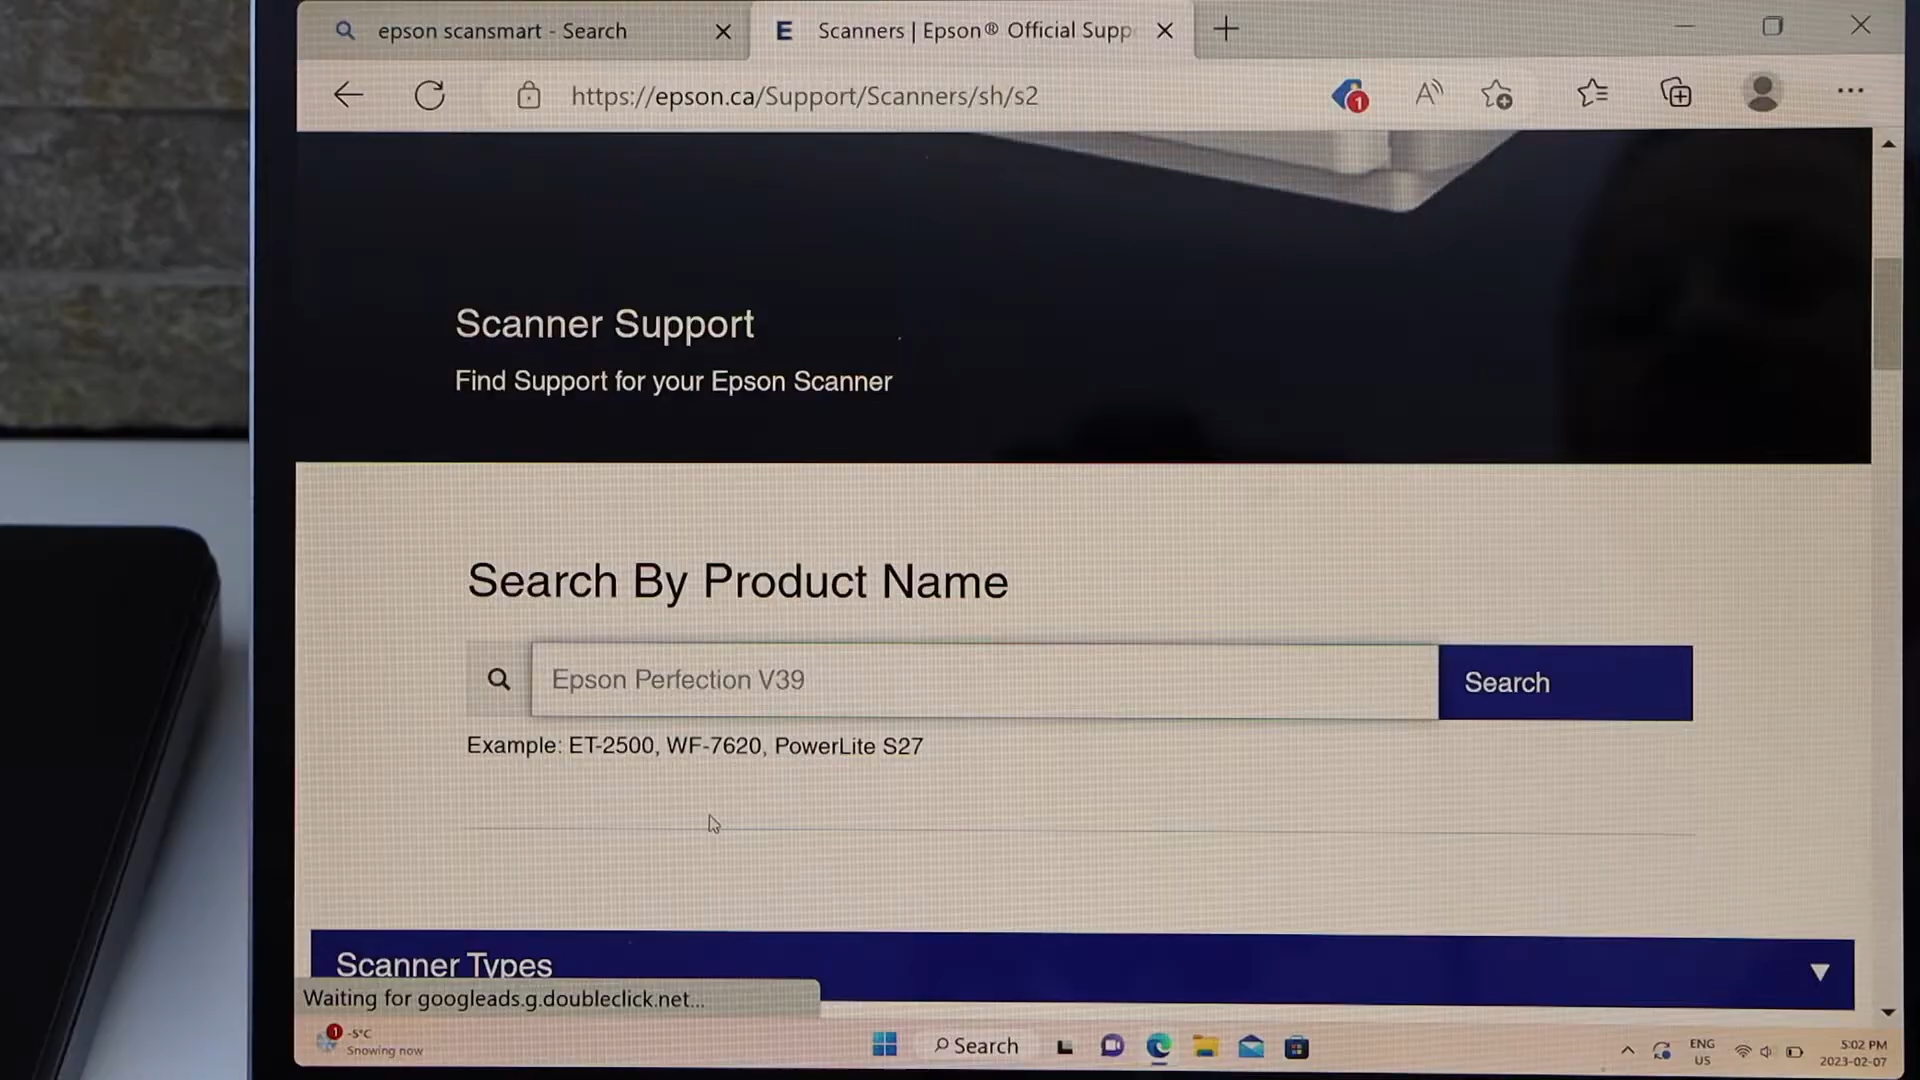 epson scansmart - Search
E Scanners | Epson® Official Supp
https://epson.ca/Support/Scanners/sh/s2
1
Scanner Support
Find Support for your Epson Scanner
Search By Product Name
Epson Perfection V39
Search
Example: ET-2500, WF-7620, PowerLite S27
Scanner Types
Waiting for googleads.g.doubleclick.net...
1
-5°C
Snowing now
Search
ENG
US
5:02 PM
2023-02-07